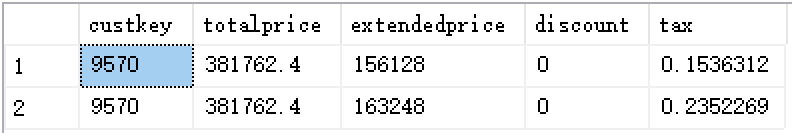 custkey totalprice extendedprice discount tax
1 9570 381762.4 156128 0 0.1536312
2 9570 381762.4 163248 0 0.2352269